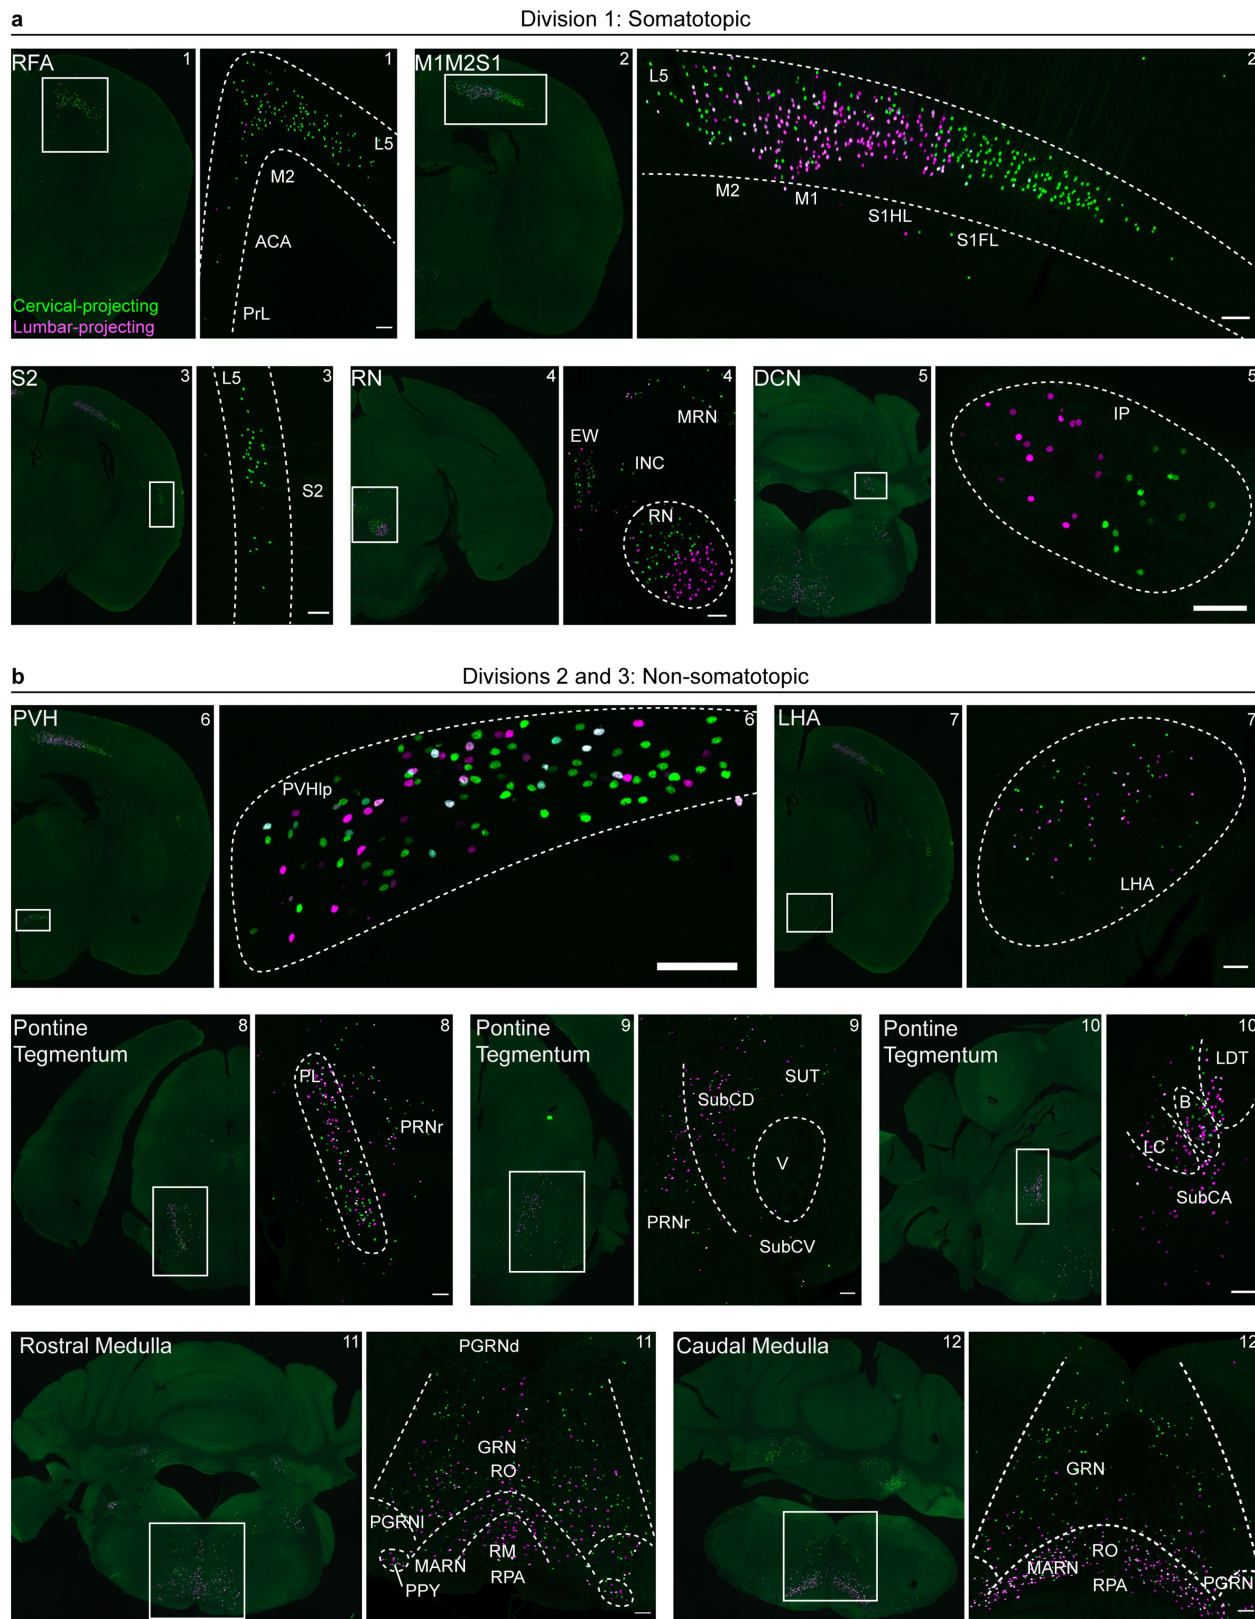 a
Division 1: Somatotopic
RFA
1
1
L5
M2
ACA
PrL
Cervical-projecting
Lumbar-projecting
M1M2S1
2
2
L5
M2
M1
S1HL
S1FL
S2
3
3
L5
S2
RN
4
4
MRN
EW
INC
RN
DCN
5
5
IP
b
Divisions 2 and 3: Non-somatotopic
PVH
6
6
PVHlp
LHA
7
7
LHA
Pontine
Tegmentum
8
8
PL
PRNr
Pontine
Tegmentum
9
9
SUT
SubCD
V
PRNr
SubCV
Pontine
Tegmentum
10
10
LDT
B
LC
SubCA
Rostral Medulla
11
11
PGRNd
GRN
RO
PGRNl
MARN
RM
RPA
PPY
Caudal Medulla
12
12
GRN
RO
MARN
RPA
PGRNl